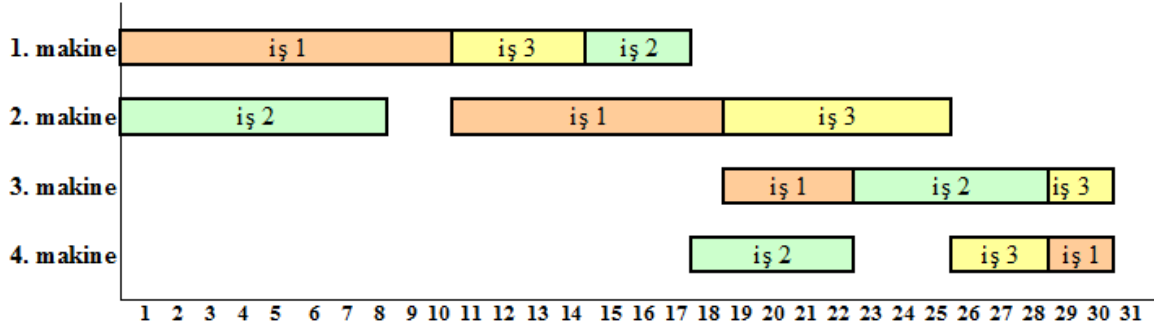 1. makine iş 1 iş 3 iş 2
2. makine iş 2 iş 1 iş 3
3. makine iş 1 iş 2 iş 3
4. makine iş 2 iş 3 iş 1
1 2 3 4 5 6 7 8 9 10 11 12 13 14 15 16 17 18 19 20 21 22 23 24 25 26 27 28 29 30 31